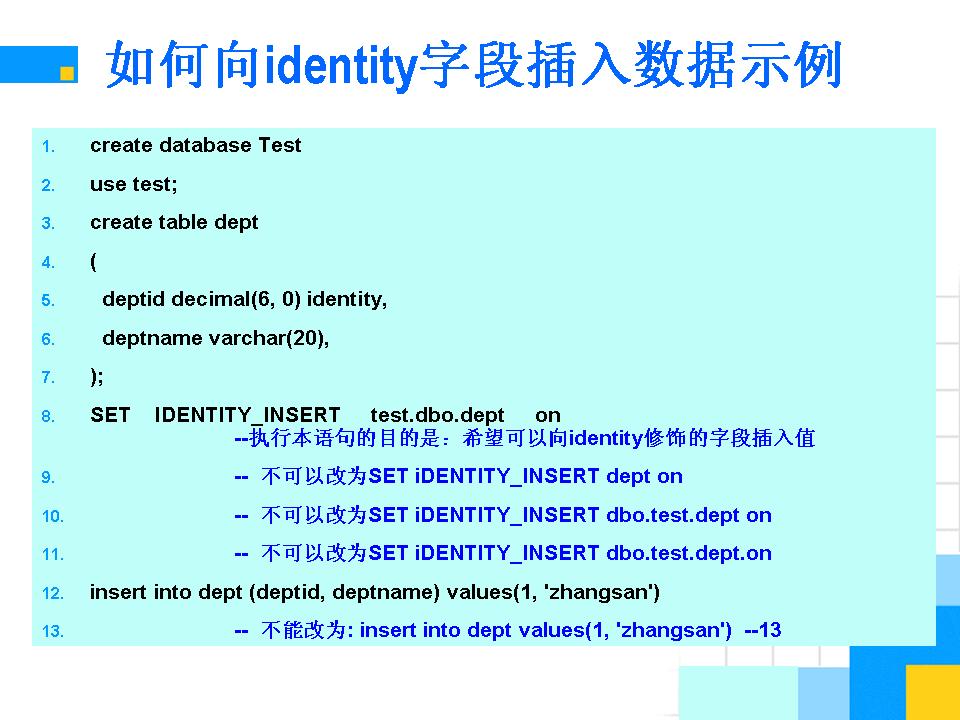 如何向identity字段插入数据示例
1. create database Test
2. use test;
3. create table dept
4. (
5. deptid decimal(6, 0) identity,
6. deptname varchar(20),
7. );
8. SET IDENTITY_INSERT test.dbo.dept on
--执行本语句的目的是：希望可以向identity修饰的字段插入值
9. -- 不可以改为SET iDENTITY_INSERT dept on
10. -- 不可以改为SET iDENTITY_INSERT dbo.test.dept on
11. -- 不可以改为SET iDENTITY_INSERT dbo.test.dept.on
12. insert into dept (deptid, deptname) values(1, 'zhangsan')
13. -- 不能改为: insert into dept values(1, 'zhangsan') --13